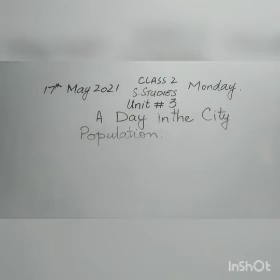 CLASS 2
17th May 2021 S.STUDIES Monday.
Unit # 3
A Day in the City
Population.
InShOt